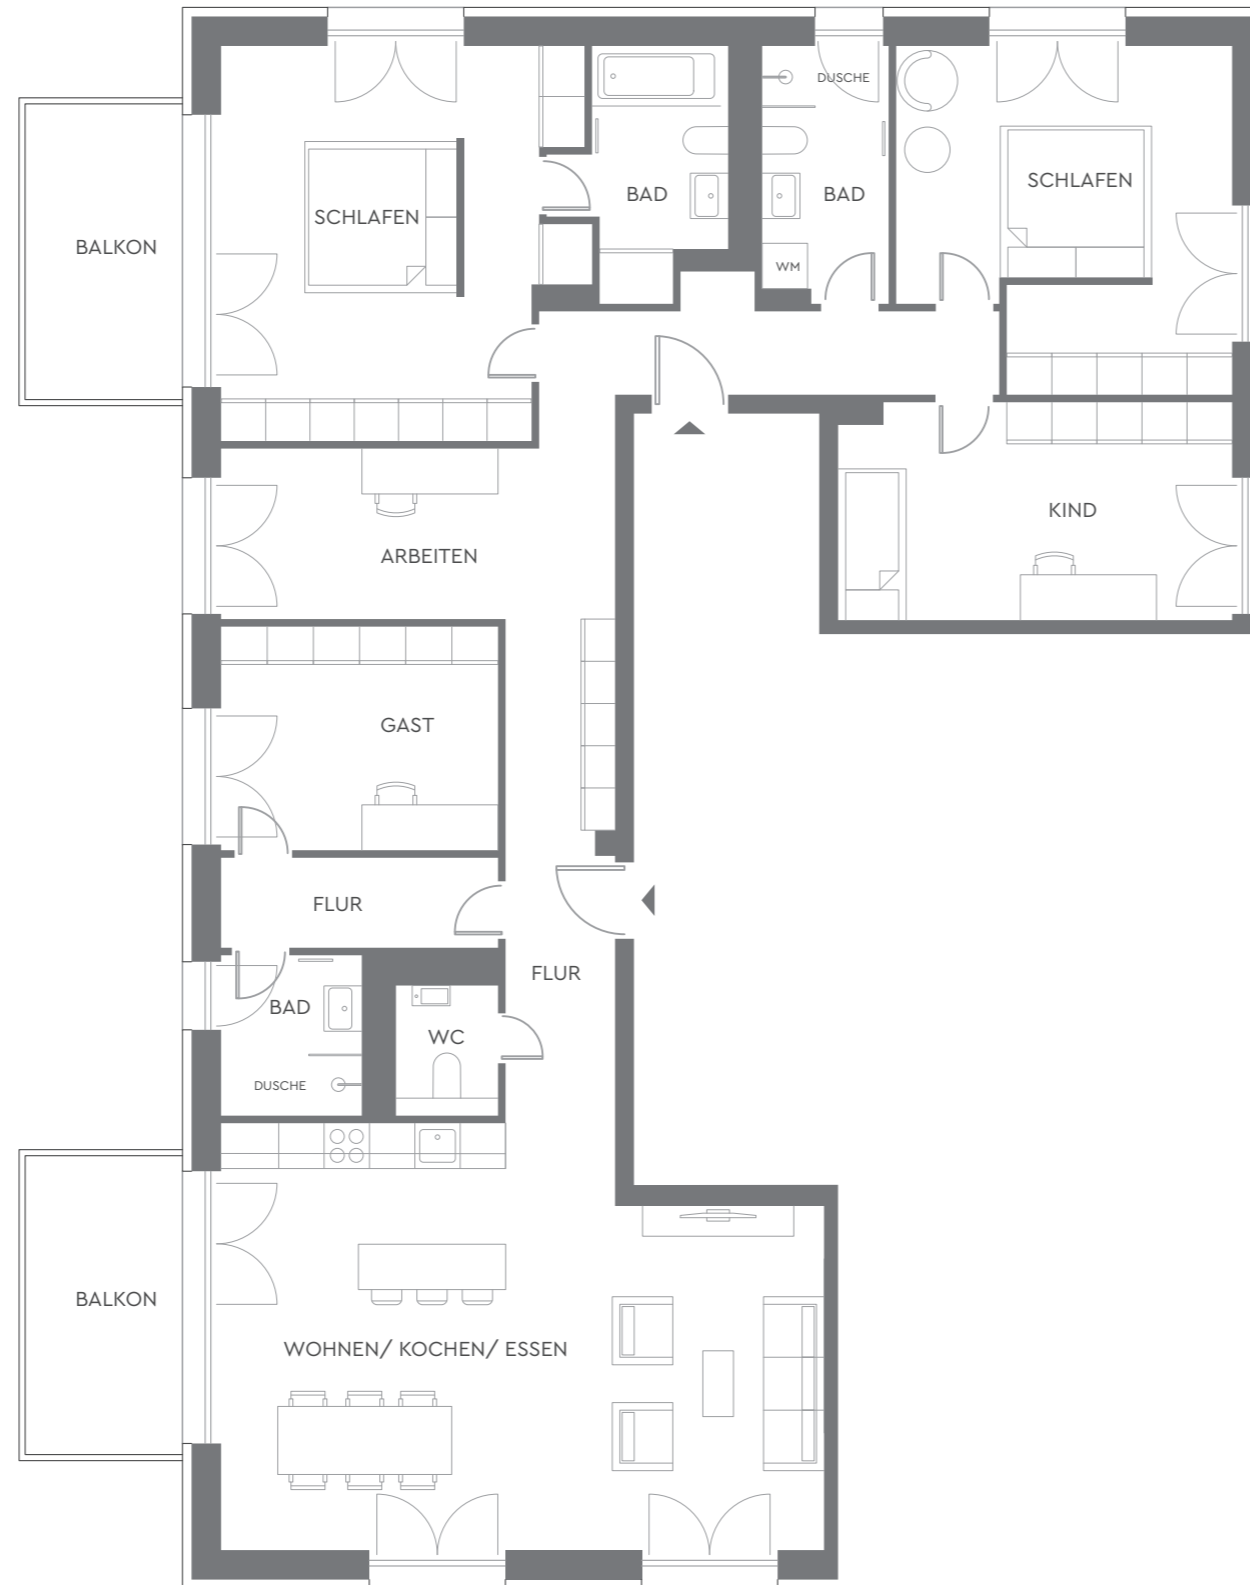 DUSCHE
SCHLAFEN
BAD
BAD
SCHLAFEN
BALKON
WM
KIND
ARBEITEN
GAST
FLUR
FLUR
BAD
WC
DUSCHE
BALKON
WOHNEN/ KOCHEN/ ESSEN